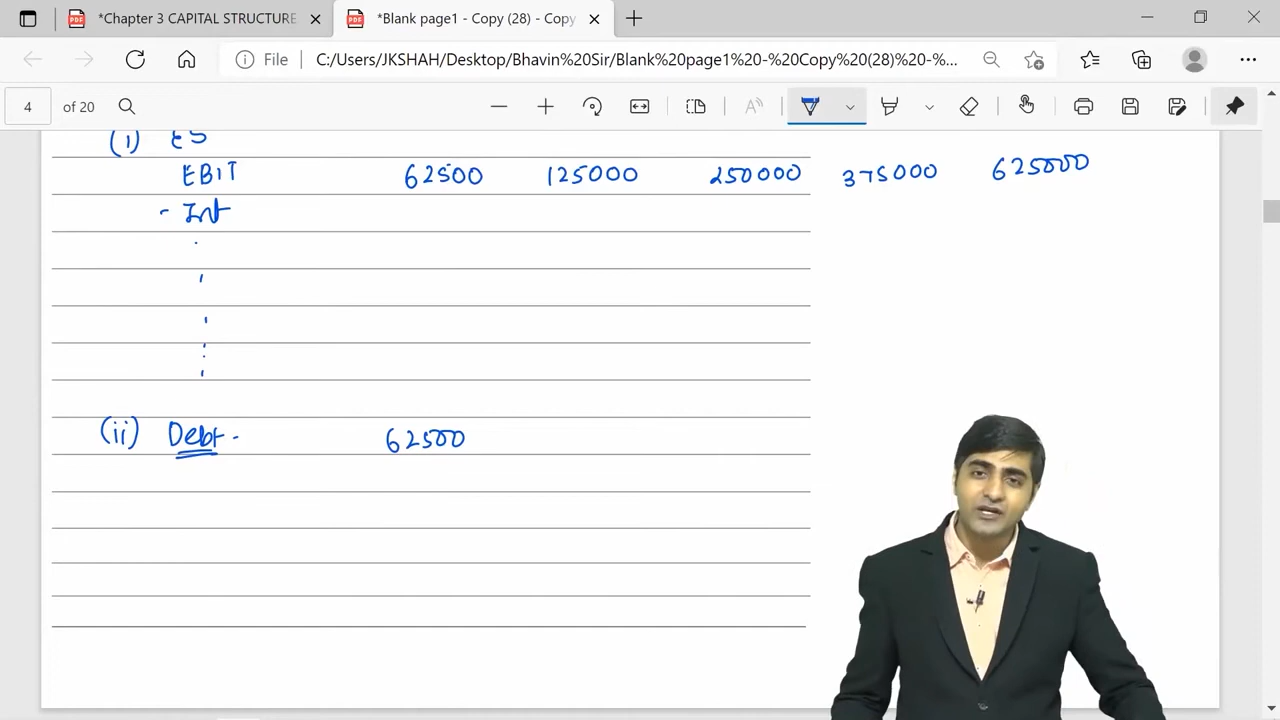 *Chapter 3 CAPITAL STRUCTURE
*Blank page1 - Copy (28) - Copy
File C:/Users/JKSHAH/Desktop/Bhavin%20Sir/Blank%20page1%20-%20Copy%20(28)%20-%...
4 of 20
(i) ES
EBIT 62500 125000 250000 375000 625000
- Int
(ii) Debt - 62500